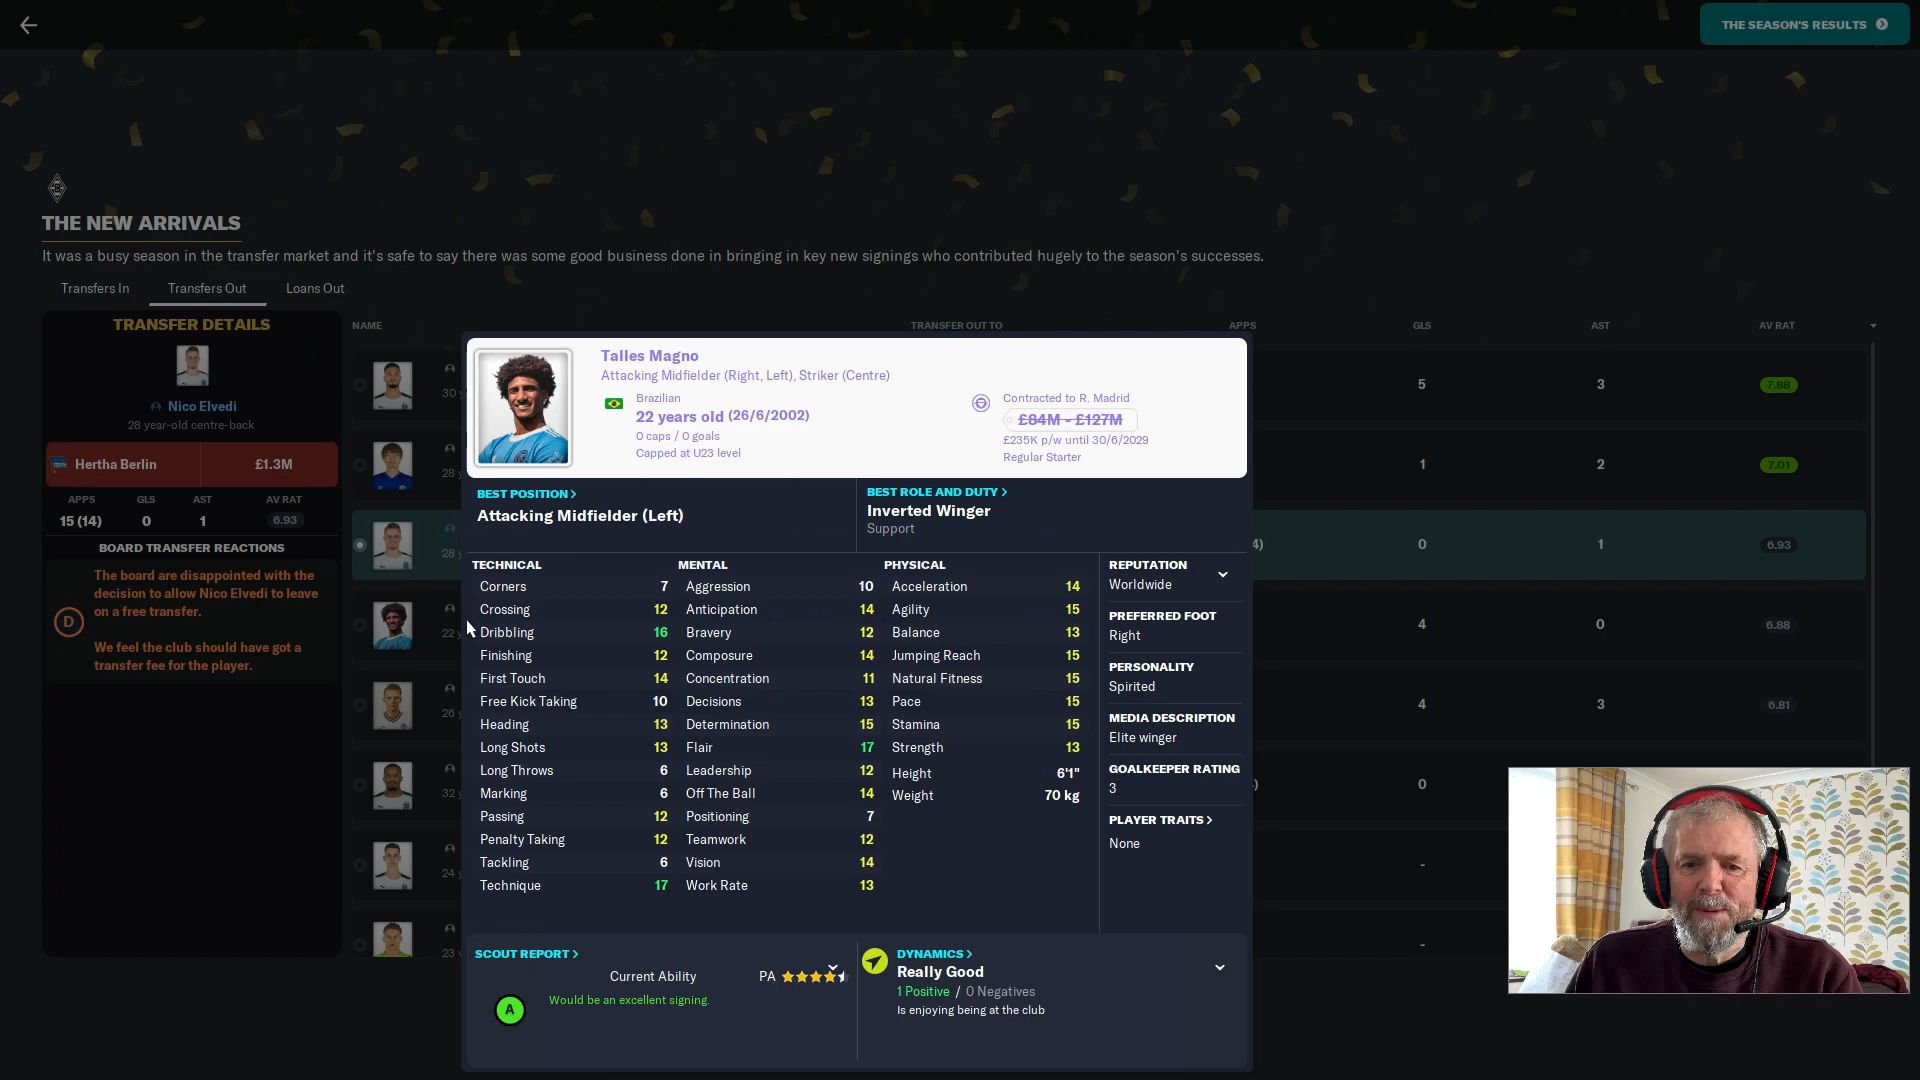 THE SEASON'S RESULTS
THE NEW ARRIVALS
It was a busy season in the transfer market and it's safe to say there was some good business done in bringing in key new signings who contributed hugely to the season's successes.
Transfers In
Transfers Out
Loans Out
TRANSFER DETAILS
Nico Elvedi
28 year-old centre-back
Hertha Berlin
£1.3M
APPS GLS AST AV RAT
15 (14) 0 1 6.93
BOARD TRANSFER REACTIONS
D
The board are disappointed with the
decision to allow Nico Elvedi to leave
on a free transfer.
We feel the club should have got a
transfer fee for the player.
NAME TRANSFER OUT TO APPS GLS AST AV RAT
30 y 5 3 7.88
28 y 1 2 7.01
28 y 4) 0 1 6.93
22 y 4 0 6.88
26 y 4 3 6.81
32 y ) 0
24 y -
23 y -
Talles Magno
Attacking Midfielder (Right, Left), Striker (Centre)
Brazilian
22 years old (26/6/2002)
0 caps / 0 goals
Capped at U23 level
Contracted to R. Madrid
£84M - £127M
£235K p/w until 30/6/2029
Regular Starter
BEST POSITION >
Attacking Midfielder (Left)
BEST ROLE AND DUTY >
Inverted Winger
Support
TECHNICAL
Corners 7
Crossing 12
Dribbling 16
Finishing 12
First Touch 14
Free Kick Taking 10
Heading 13
Long Shots 13
Long Throws 6
Marking 6
Passing 12
Penalty Taking 12
Tackling 6
Technique 17
MENTAL
Aggression 10
Anticipation 14
Bravery 12
Composure 14
Concentration 11
Decisions 13
Determination 15
Flair 17
Leadership 12
Off The Ball 14
Positioning 7
Teamwork 12
Vision 14
Work Rate 13
PHYSICAL
Acceleration 14
Agility 15
Balance 13
Jumping Reach 15
Natural Fitness 15
Pace 15
Stamina 15
Strength 13
Height 6'1"
Weight 70 kg
REPUTATION
Worldwide
PREFERRED FOOT
Right
PERSONALITY
Spirited
MEDIA DESCRIPTION
Elite winger
GOALKEEPER RATING
3
PLAYER TRAITS >
None
SCOUT REPORT >
Current Ability PA
A
Would be an excellent signing.
DYNAMICS >
Really Good
1 Positive / 0 Negatives
Is enjoying being at the club